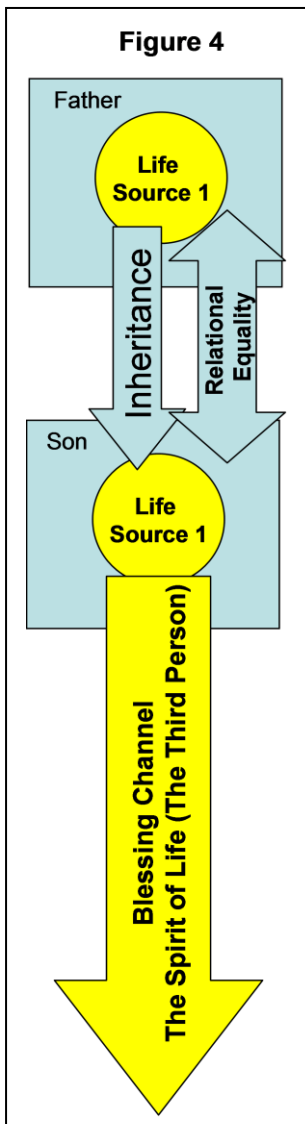 Figure 4
Father
Life
Source 1
Inheritance
Relational
Equality
Son
Life
Source 1
Blessing Channel
The Spirit of Life (The Third Person)